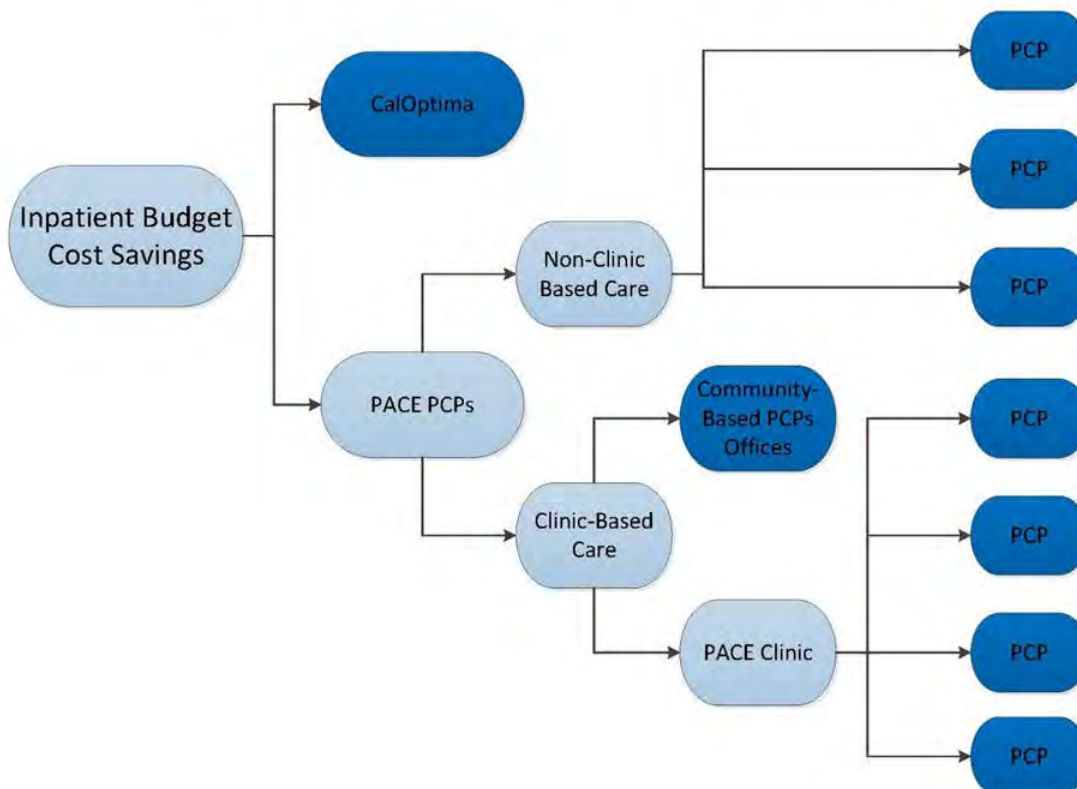 Inpatient Budget
Cost Savings
CalOptima
PACE PCPs
Non-Clinic
Based Care
Clinic-Based
Care
Community-
Based PCPs
Offices
PACE Clinic
PCP
PCP
PCP
PCP
PCP
PCP
PCP